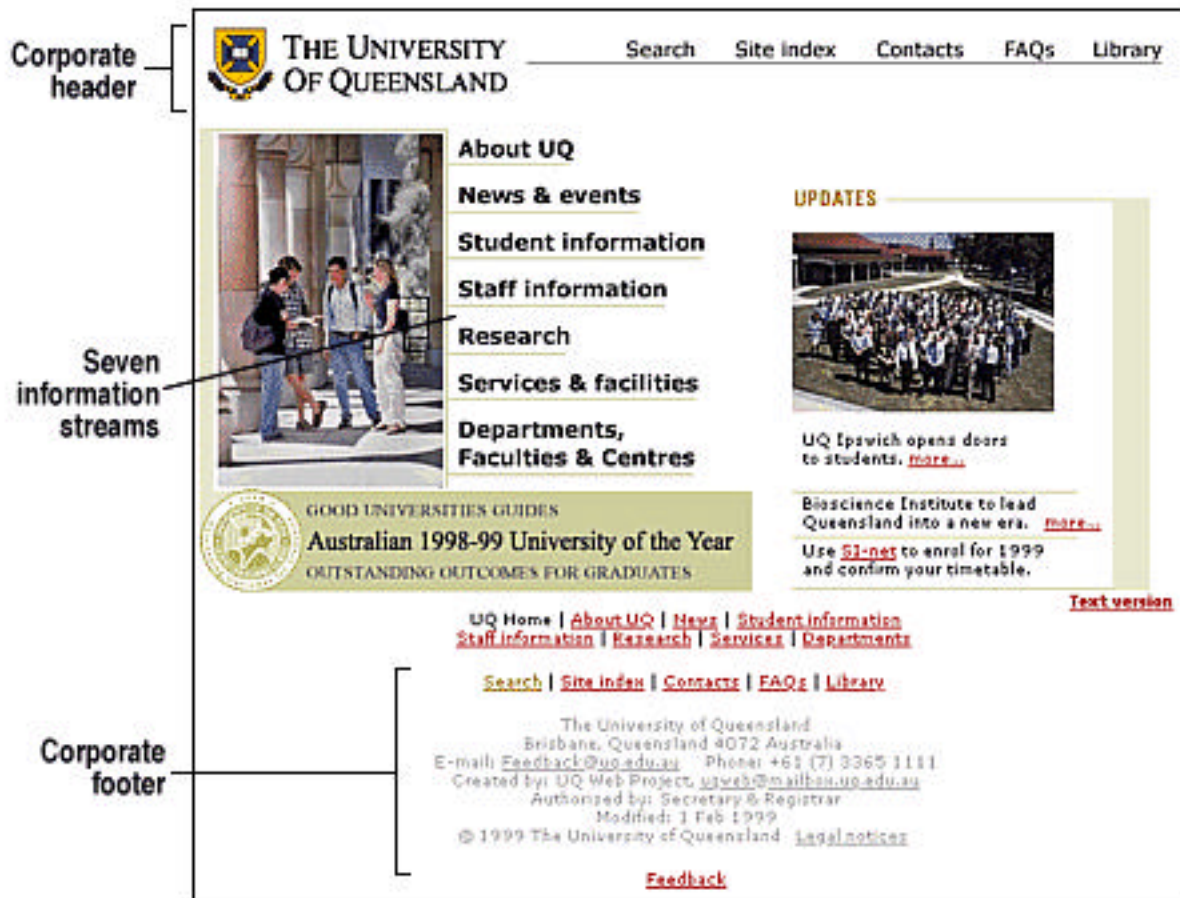 Corporate
header
THE UNIVERSITY
OF QUEENSLAND
Search Site index Contacts FAQs Library
About UQ
News & events
Student information
Staff information
Research
Services & facilities
Departments,
Faculties & Centres
Seven
information
streams
UPDATES
UQ Ipswich opens doors
to students. more...
Bioscience Institute to lead
Queensland into a new era. more...
Use SI-net to enrol for 1999
and confirm your timetable.
GOOD UNIVERSITIES GUIDES
Australian 1998-99 University of the Year
OUTSTANDING OUTCOMES FOR GRADUATES
Text version
UQ Home | About UQ | News | Student information
Staff information | Research | Services | Departments
Corporate
footer
Search | Site index | Contacts | FAQs | Library
The University of Queensland
Brisbane, Queensland 4072 Australia
E-mail: Feedback@uq.edu.au Phone: +61 (7) 3365 1111
Created by: UQ Web Project, uqweb@mailbox.uq.edu.au
Authorised by: Secretary & Registrar
Modified: 1 Feb 1999
© 1999 The University of Queensland Legal notices
Feedback